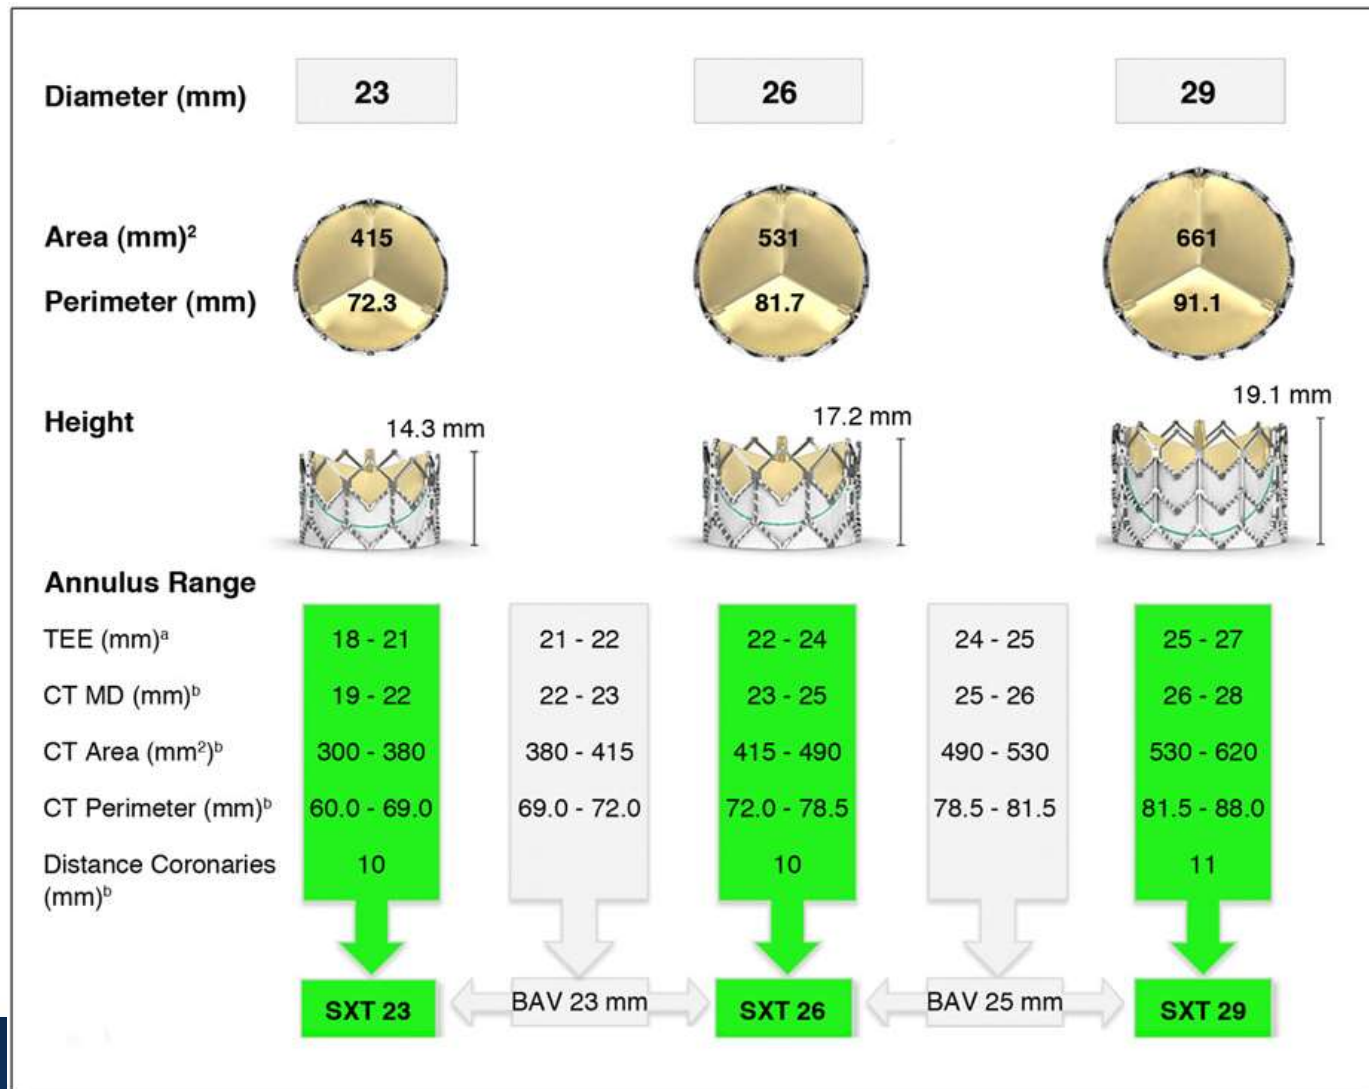 Diameter (mm) 23 26 29
Area (mm)² 415 531 661
Perimeter (mm) 72.3 81.7 91.1
Height 14.3 mm 17.2 mm 19.1 mm
Annulus Range
TEE (mm)ᵃ 18 - 21 21 - 22 22 - 24 24 - 25 25 - 27
CT MD (mm)ᵇ 19 - 22 22 - 23 23 - 25 25 - 26 26 - 28
CT Area (mm²)ᵇ 300 - 380 380 - 415 415 - 490 490 - 530 530 - 620
CT Perimeter (mm)ᵇ 60.0 - 69.0 69.0 - 72.0 72.0 - 78.5 78.5 - 81.5 81.5 - 88.0
Distance Coronaries 10 10 11
(mm)ᵇ
SXT 23 BAV 23 mm SXT 26 BAV 25 mm SXT 29